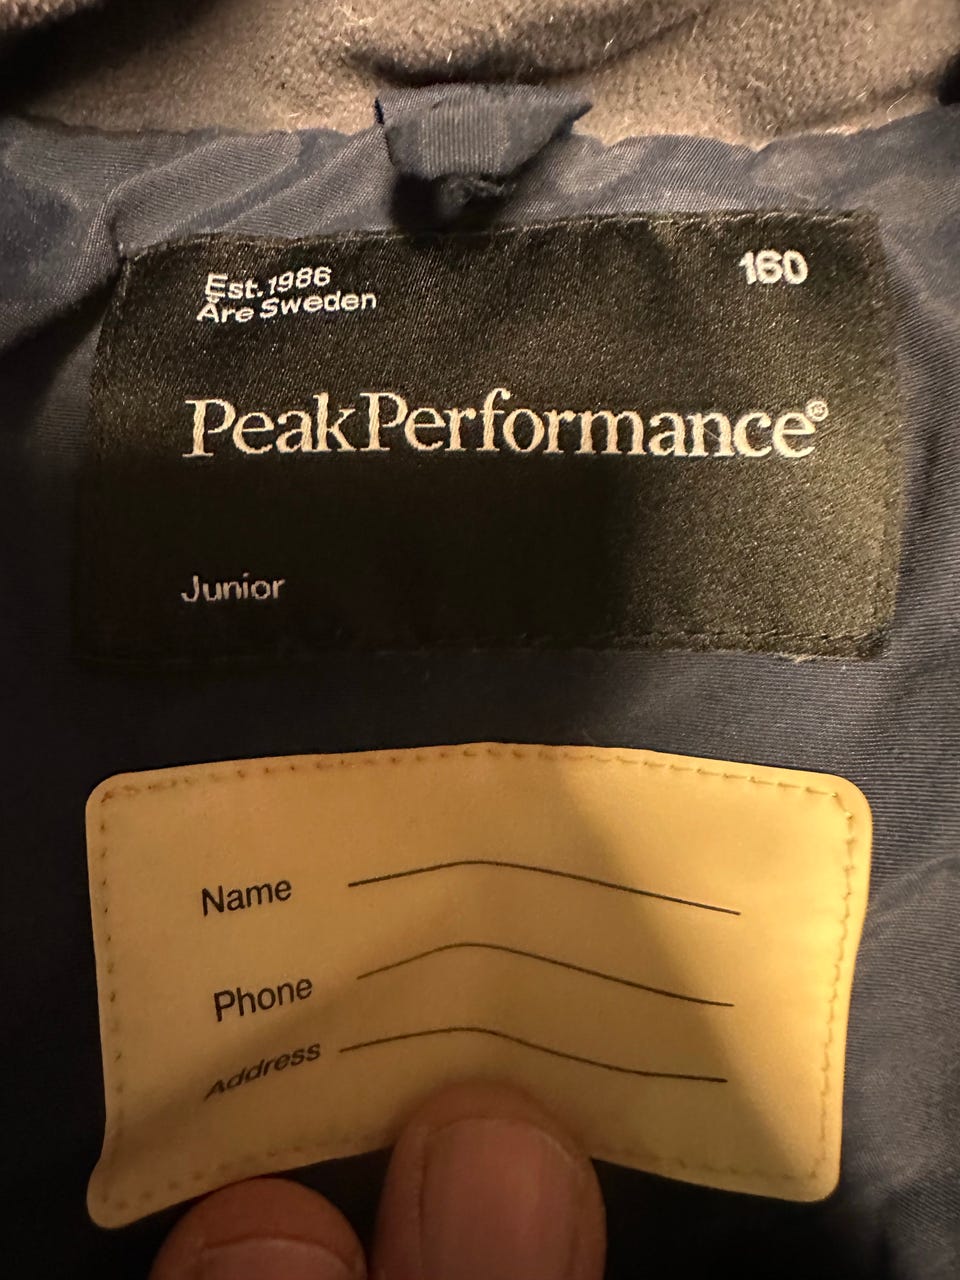 Est. 1986
Åre Sweden
160
PeakPerformance®
Junior
Name
Phone
Address